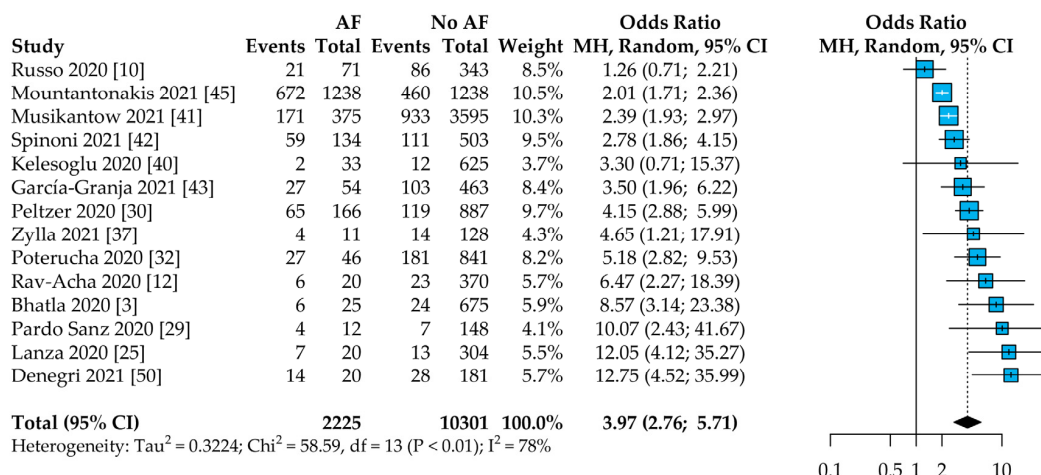 AF No AF Odds Ratio Odds Ratio
Study Events Total Events Total Weight MH, Random, 95% CI MH, Random, 95% CI
Russo 2020 [10] 21 71 86 343 8.5% 1.26 (0.71; 2.21)
Mountantonakis 2021 [45] 672 1238 460 1238 10.5% 2.01 (1.71; 2.36)
Musikantow 2021 [41] 171 375 933 3595 10.3% 2.39 (1.93; 2.97)
Spinoni 2021 [42] 59 134 111 503 9.5% 2.78 (1.86; 4.15)
Kelesoglu 2020 [40] 2 33 12 625 3.7% 3.30 (0.71; 15.37)
García-Granja 2021 [43] 27 54 103 463 8.4% 3.50 (1.96; 6.22)
Peltzer 2020 [30] 65 166 119 887 9.7% 4.15 (2.88; 5.99)
Zylla 2021 [37] 4 11 14 128 4.3% 4.65 (1.21; 17.91)
Poterucha 2020 [32] 27 46 181 841 8.2% 5.18 (2.82; 9.53)
Rav-Acha 2020 [12] 6 20 23 370 6.1% 6.47 (2.27; 18.39)
Bhatla 2020 [3] 6 25 24 675 5.9% 8.57 (3.14; 23.38)
Pardo Sanz 2020 [29] 4 12 7 148 4.1% 10.07 (2.43; 41.67)
Lanza 2020 [25] 7 20 13 304 5.5% 12.05 (4.12; 35.27)
Denegri 2021 [50] 14 20 28 181 5.7% 12.75 (4.52; 35.99)
Total (95% CI) 2225 10301 100.0% 3.97 (2.76; 5.71)
Heterogeneity: Tau² = 0.3224; Chi² = 58.59, df = 13 (P < 0.01); I² = 78%
0.1 0.5 1 2 10